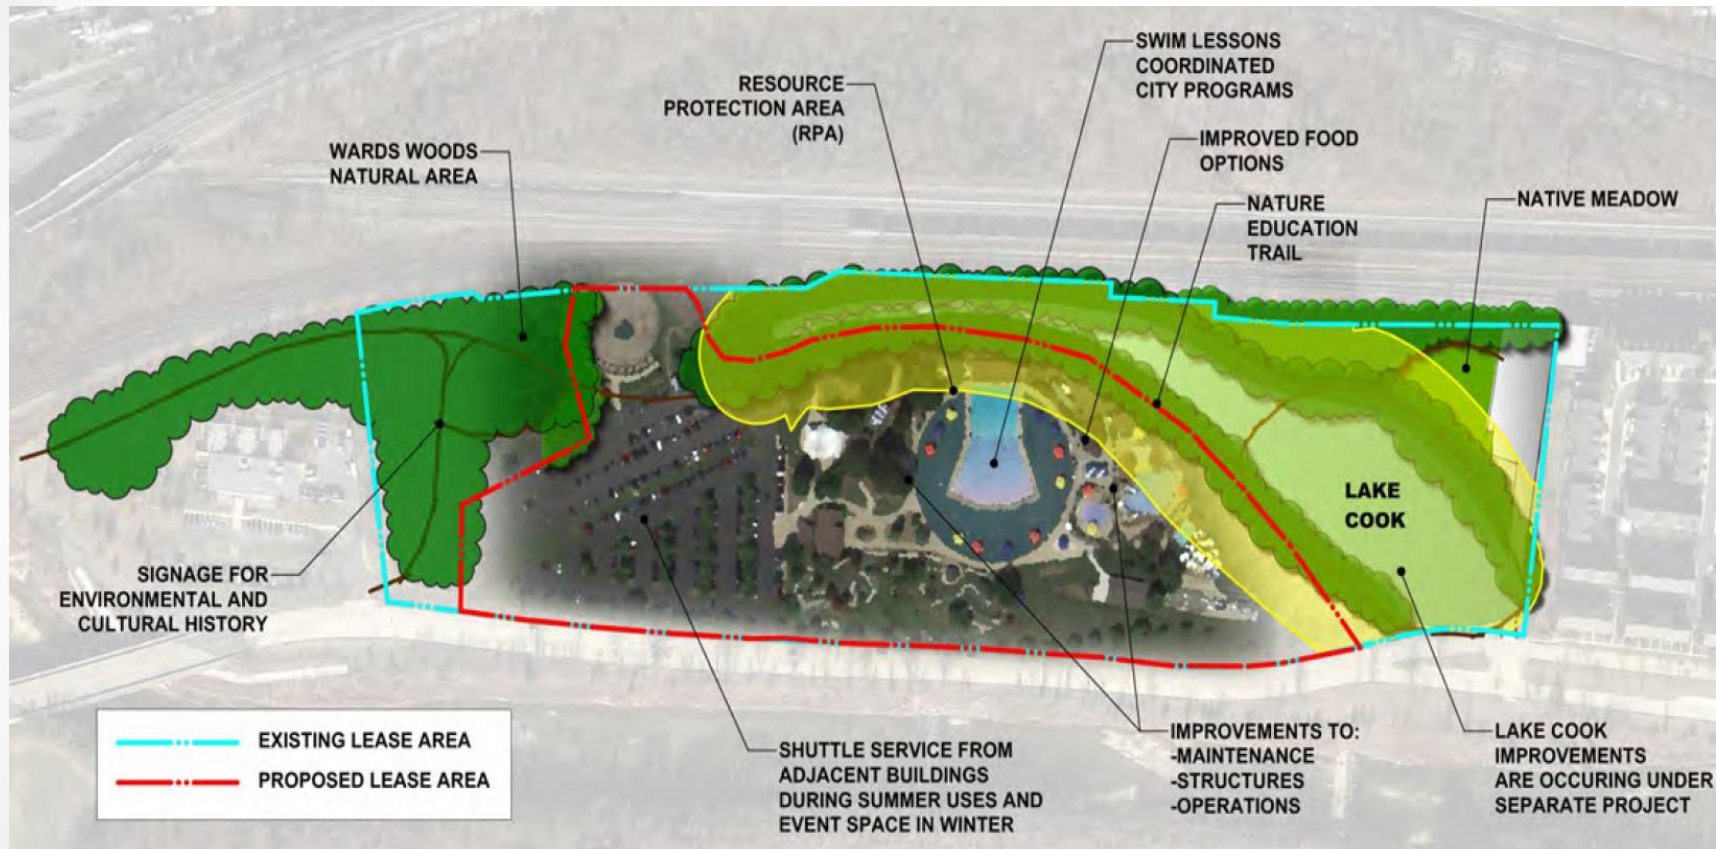 SWIM LESSONS
COORDINATED
CITY PROGRAMS
RESOURCE
PROTECTION AREA
(RPA)
IMPROVED FOOD
OPTIONS
WARDS WOODS
NATURAL AREA
NATURE
EDUCATION
TRAIL
NATIVE MEADOW
LAKE
COOK
SIGNAGE FOR
ENVIRONMENTAL AND
CULTURAL HISTORY
EXISTING LEASE AREA
PROPOSED LEASE AREA
SHUTTLE SERVICE FROM
ADJACENT BUILDINGS
DURING SUMMER USES AND
EVENT SPACE IN WINTER
IMPROVEMENTS TO:
-MAINTENANCE
-STRUCTURES
-OPERATIONS
LAKE COOK
IMPROVEMENTS
ARE OCCURING UNDER
SEPARATE PROJECT